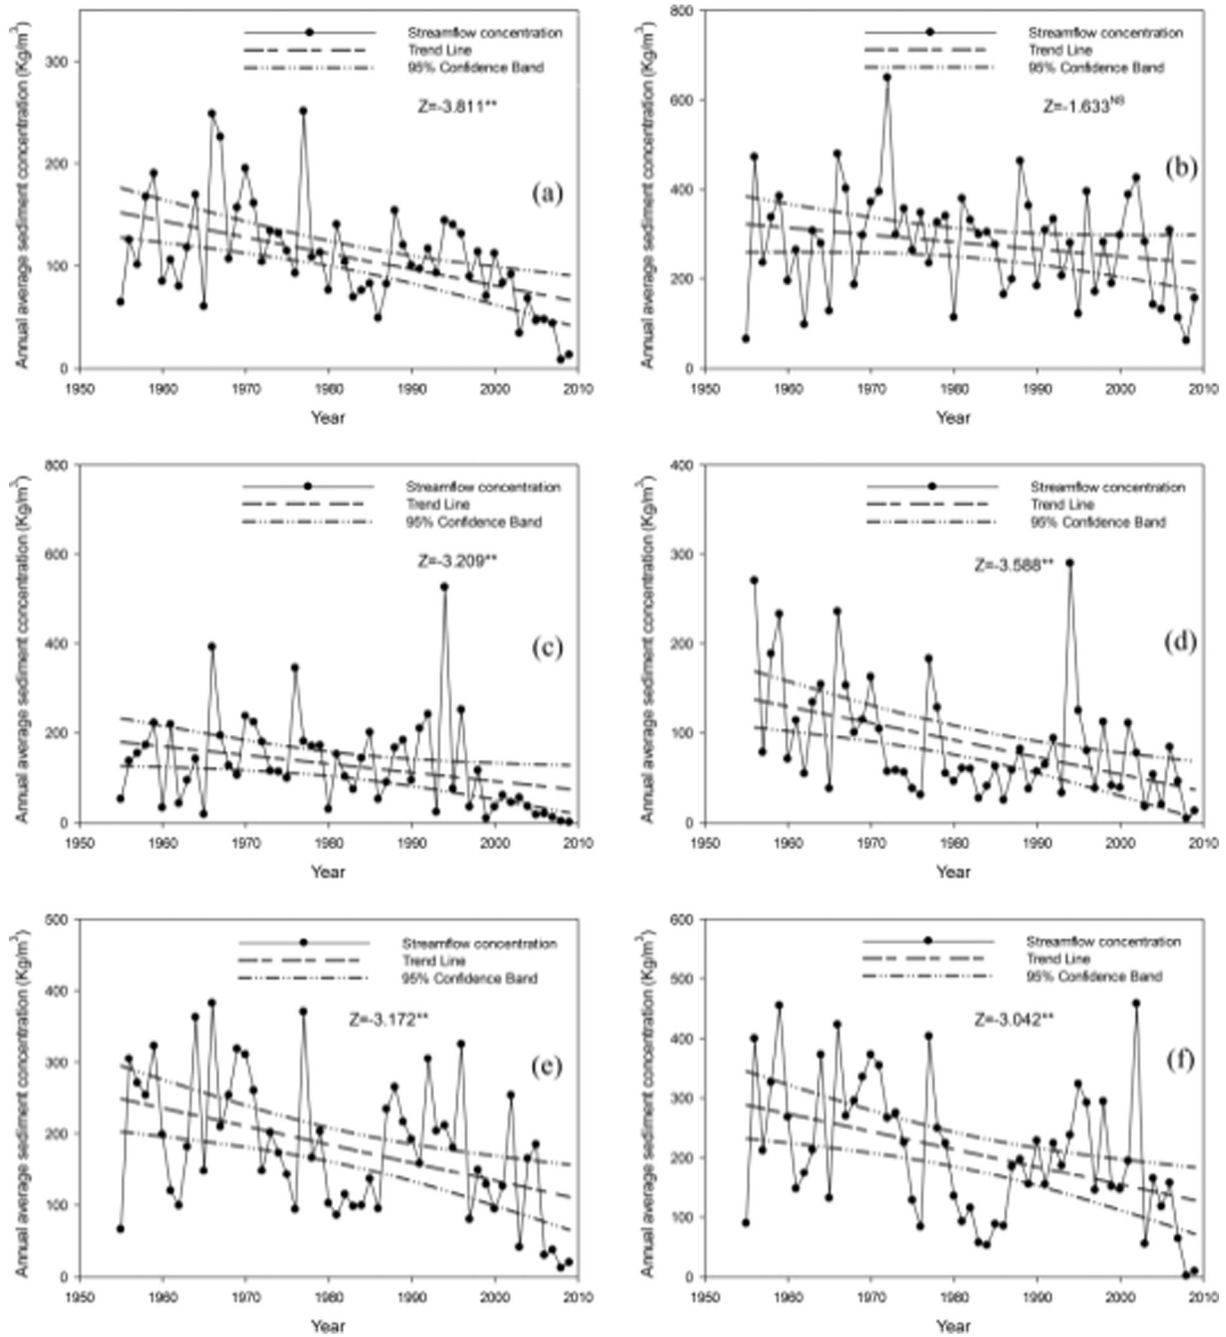 Streamflow concentration
Trend Line
95% Confidence Band
Z=-3.811**
(a)
300
200
100
0
1950 1960 1970 1980 1990 2000 2010
Year
Annual average sediment concentration (Kg/m³)
Streamflow concentration
Trend Line
95% Confidence Band
Z=-1.633ᴺˢ
(b)
800
600
400
200
0
1950 1960 1970 1980 1990 2000 2010
Year
Annual average sediment concentration (Kg/m³)
Streamflow concentration
Trend Line
95% Confidence Band
Z=-3.209**
(c)
800
600
400
200
0
1950 1960 1970 1980 1990 2000 2010
Year
Annual average sediment concentration (Kg/m³)
Streamflow concentration
Trend Line
95% Confidence Band
Z=-3.588**
(d)
400
300
200
100
0
1950 1960 1970 1980 1990 2000 2010
Year
Annual average sediment concentration (Kg/m³)
Streamflow concentration
Trend Line
95% Confidence Band
Z=-3.172**
(e)
500
400
300
200
100
0
1950 1960 1970 1980 1990 2000 2010
Year
Annual average sediment concentration (Kg/m³)
Streamflow concentration
Trend Line
95% Confidence Band
Z=-3.042**
(f)
600
500
400
300
200
100
0
1950 1960 1970 1980 1990 2000 2010
Year
Annual average sediment concentration (Kg/m³)